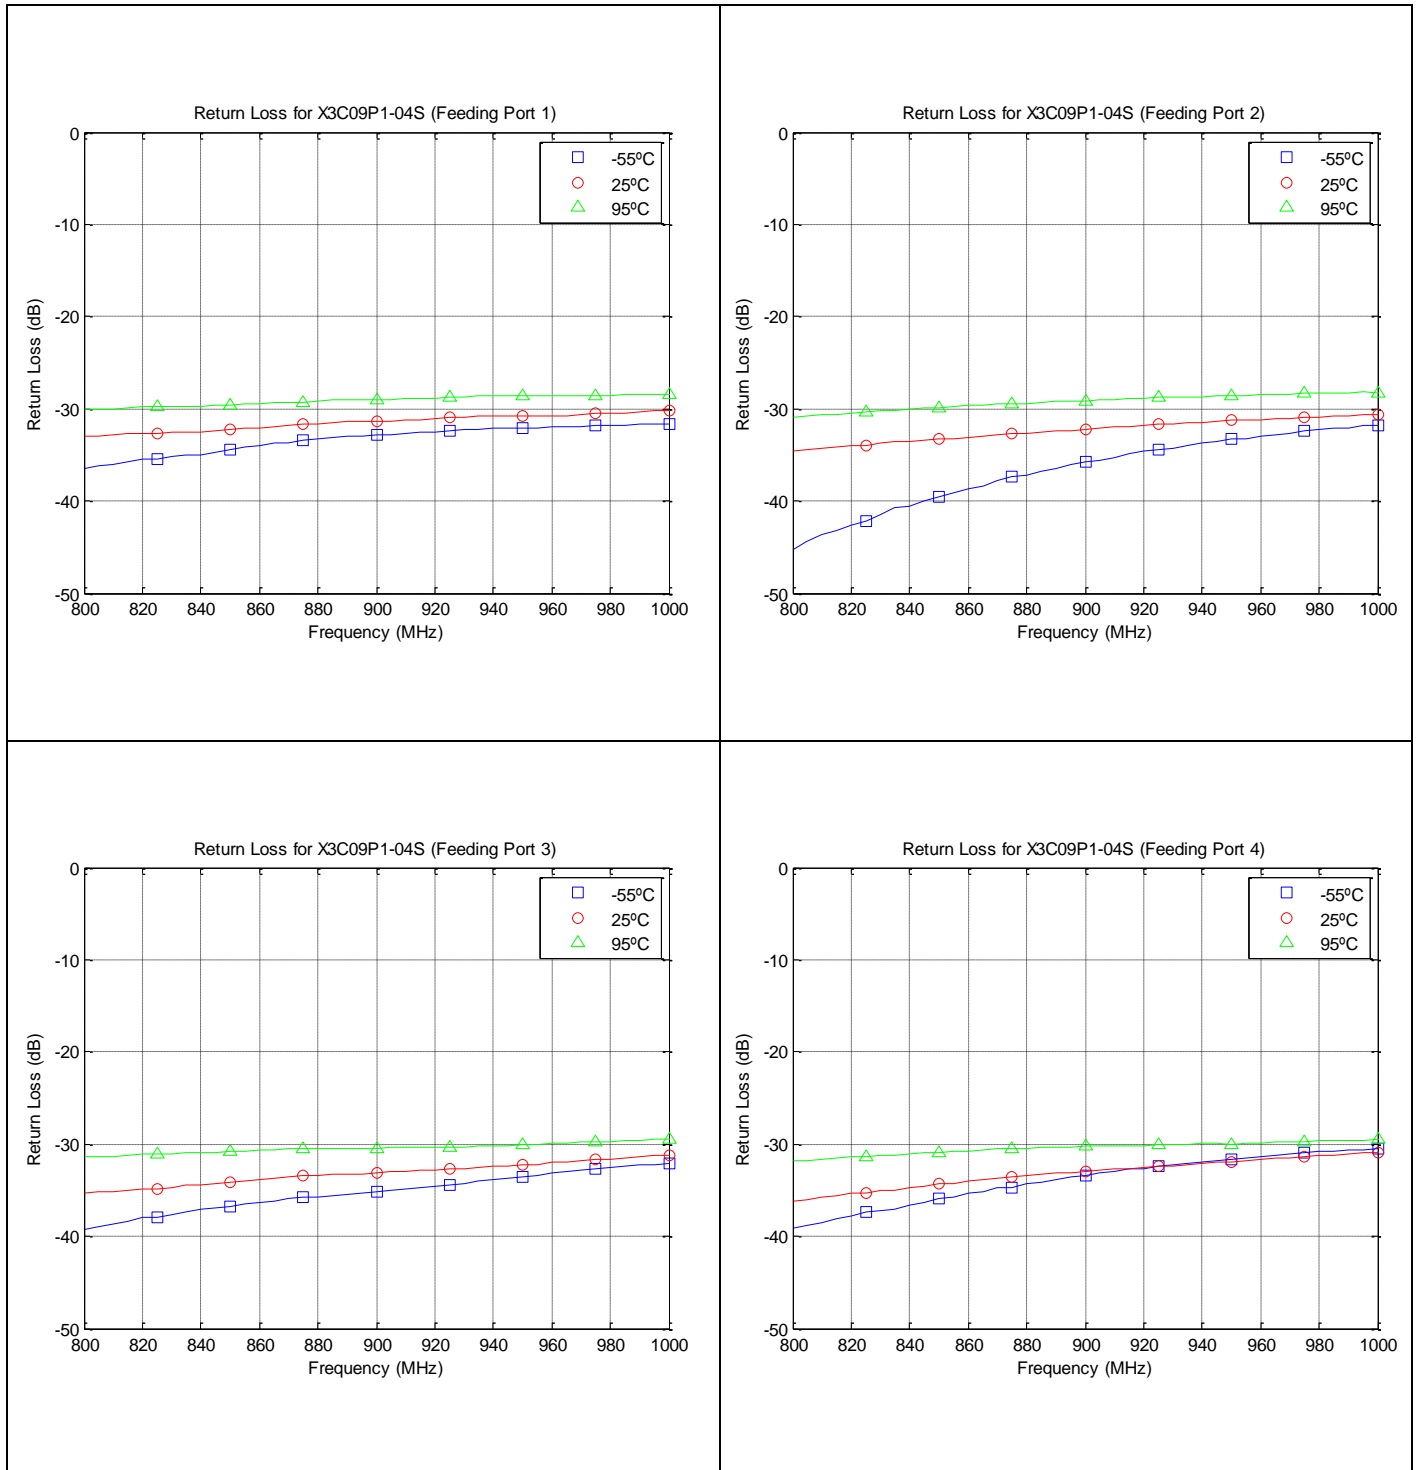 Return Loss for X3C09P1-04S (Feeding Port 1)
0
-10
-20
-30
-40
-50
Return Loss (dB)
-55ºC
25ºC
95ºC
800 820 840 860 880 900 920 940 960 980 1000
Frequency (MHz)
Return Loss for X3C09P1-04S (Feeding Port 2)
0
-10
-20
-30
-40
-50
Return Loss (dB)
-55ºC
25ºC
95ºC
800 820 840 860 880 900 920 940 960 980 1000
Frequency (MHz)
Return Loss for X3C09P1-04S (Feeding Port 3)
0
-10
-20
-30
-40
-50
Return Loss (dB)
-55ºC
25ºC
95ºC
800 820 840 860 880 900 920 940 960 980 1000
Frequency (MHz)
Return Loss for X3C09P1-04S (Feeding Port 4)
0
-10
-20
-30
-40
-50
Return Loss (dB)
-55ºC
25ºC
95ºC
800 820 840 860 880 900 920 940 960 980 1000
Frequency (MHz)